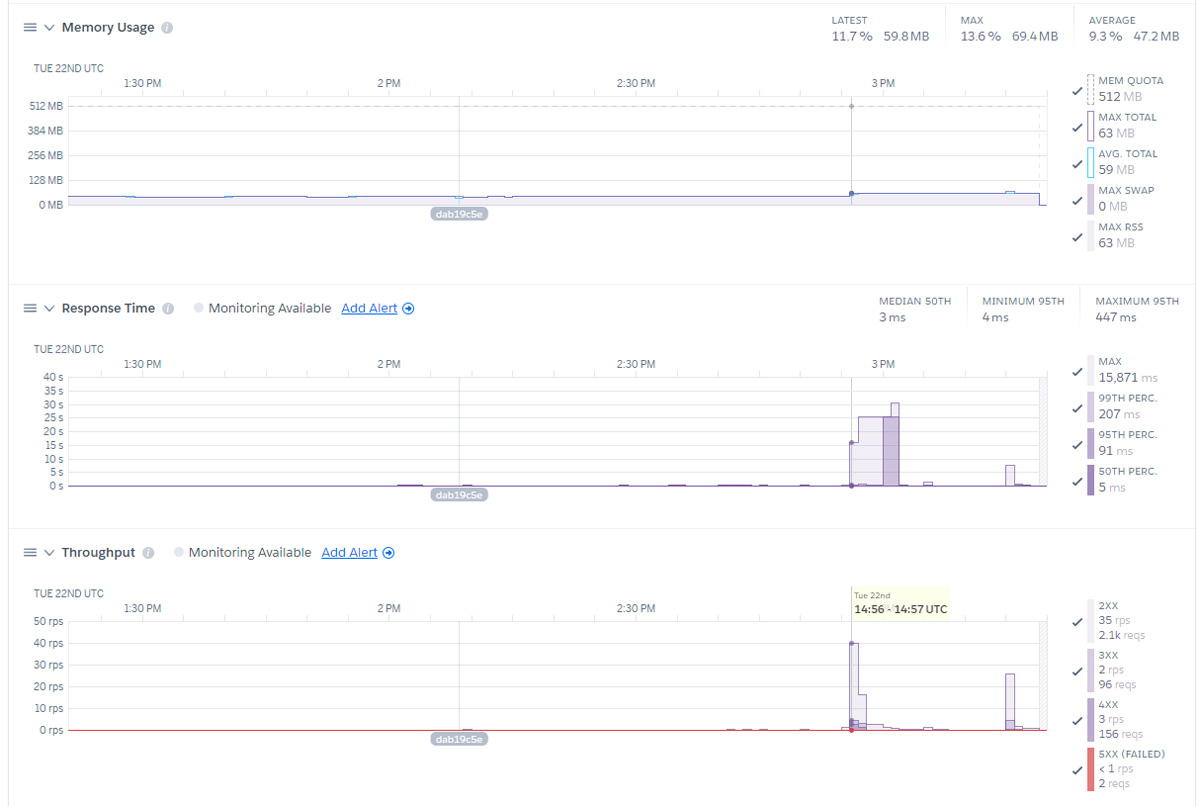 Memory Usage
LATEST
11.7 % 59.8 MB
MAX
13.6 % 69.4 MB
AVERAGE
9.3 % 47.2 MB
TUE 22ND UTC
1:30 PM 2 PM 2:30 PM 3 PM
512 MB
384 MB
256 MB
128 MB
0 MB
dab19c5e
MEM QUOTA
512 MB
MAX TOTAL
63 MB
AVG. TOTAL
59 MB
MAX SWAP
0 MB
MAX RSS
63 MB
Response Time Monitoring Available Add Alert
MEDIAN 50TH
3 ms
MINIMUM 95TH
4 ms
MAXIMUM 95TH
447 ms
TUE 22ND UTC
1:30 PM 2 PM 2:30 PM 3 PM
40 s
35 s
30 s
25 s
20 s
15 s
10 s
5 s
0 s
dab19c5e
MAX
15,871 ms
99TH PERC.
207 ms
95TH PERC.
91 ms
50TH PERC.
5 ms
Throughput Monitoring Available Add Alert
TUE 22ND UTC
1:30 PM 2 PM 2:30 PM
Tue 22nd
14:56 - 14:57 UTC
50 rps
40 rps
30 rps
20 rps
10 rps
0 rps
dab19c5e
2XX
35 rps
2.1k reqs
3XX
2 rps
96 reqs
4XX
3 rps
156 reqs
5XX (FAILED)
< 1 rps
2 reqs